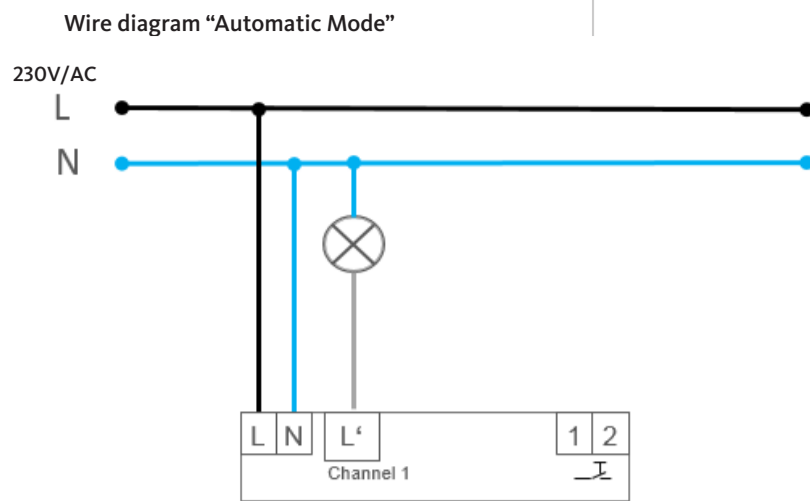 Wire diagram “Automatic Mode”
230V/AC
L
N
L N L‘ 1 2
Channel 1